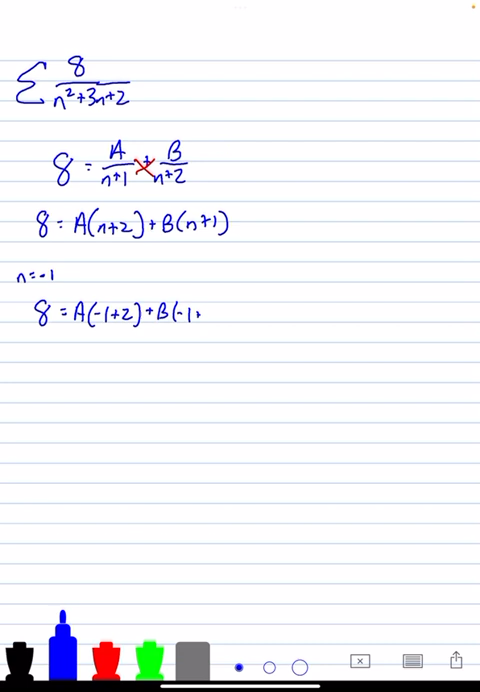 Σ 8/(n²+3n+2)
8 = A/(n+1) + B/(n+2)
8 = A(n+2) + B(n+1)
n = -1
8 = A(-1+2) + B(-1+